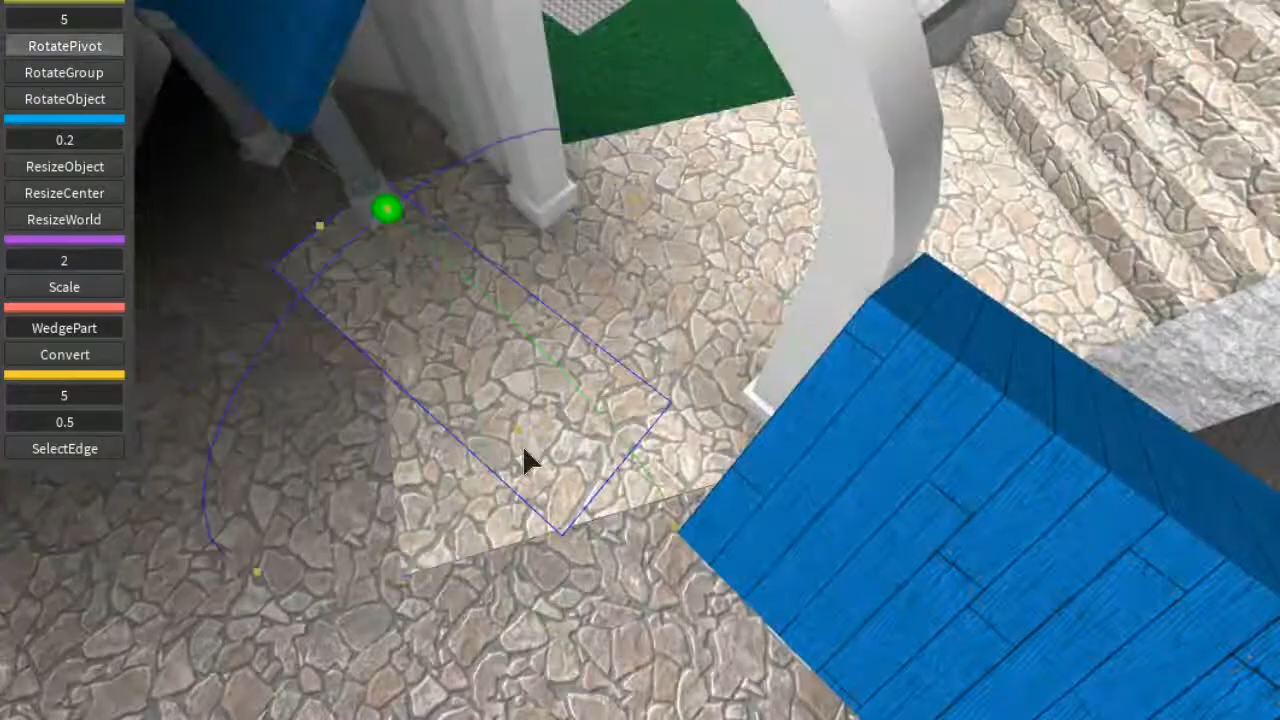 5
RotatePivot
RotateGroup
RotateObject
0.2
ResizeObject
ResizeCenter
ResizeWorld
2
Scale
WedgePart
Convert
5
0.5
SelectEdge